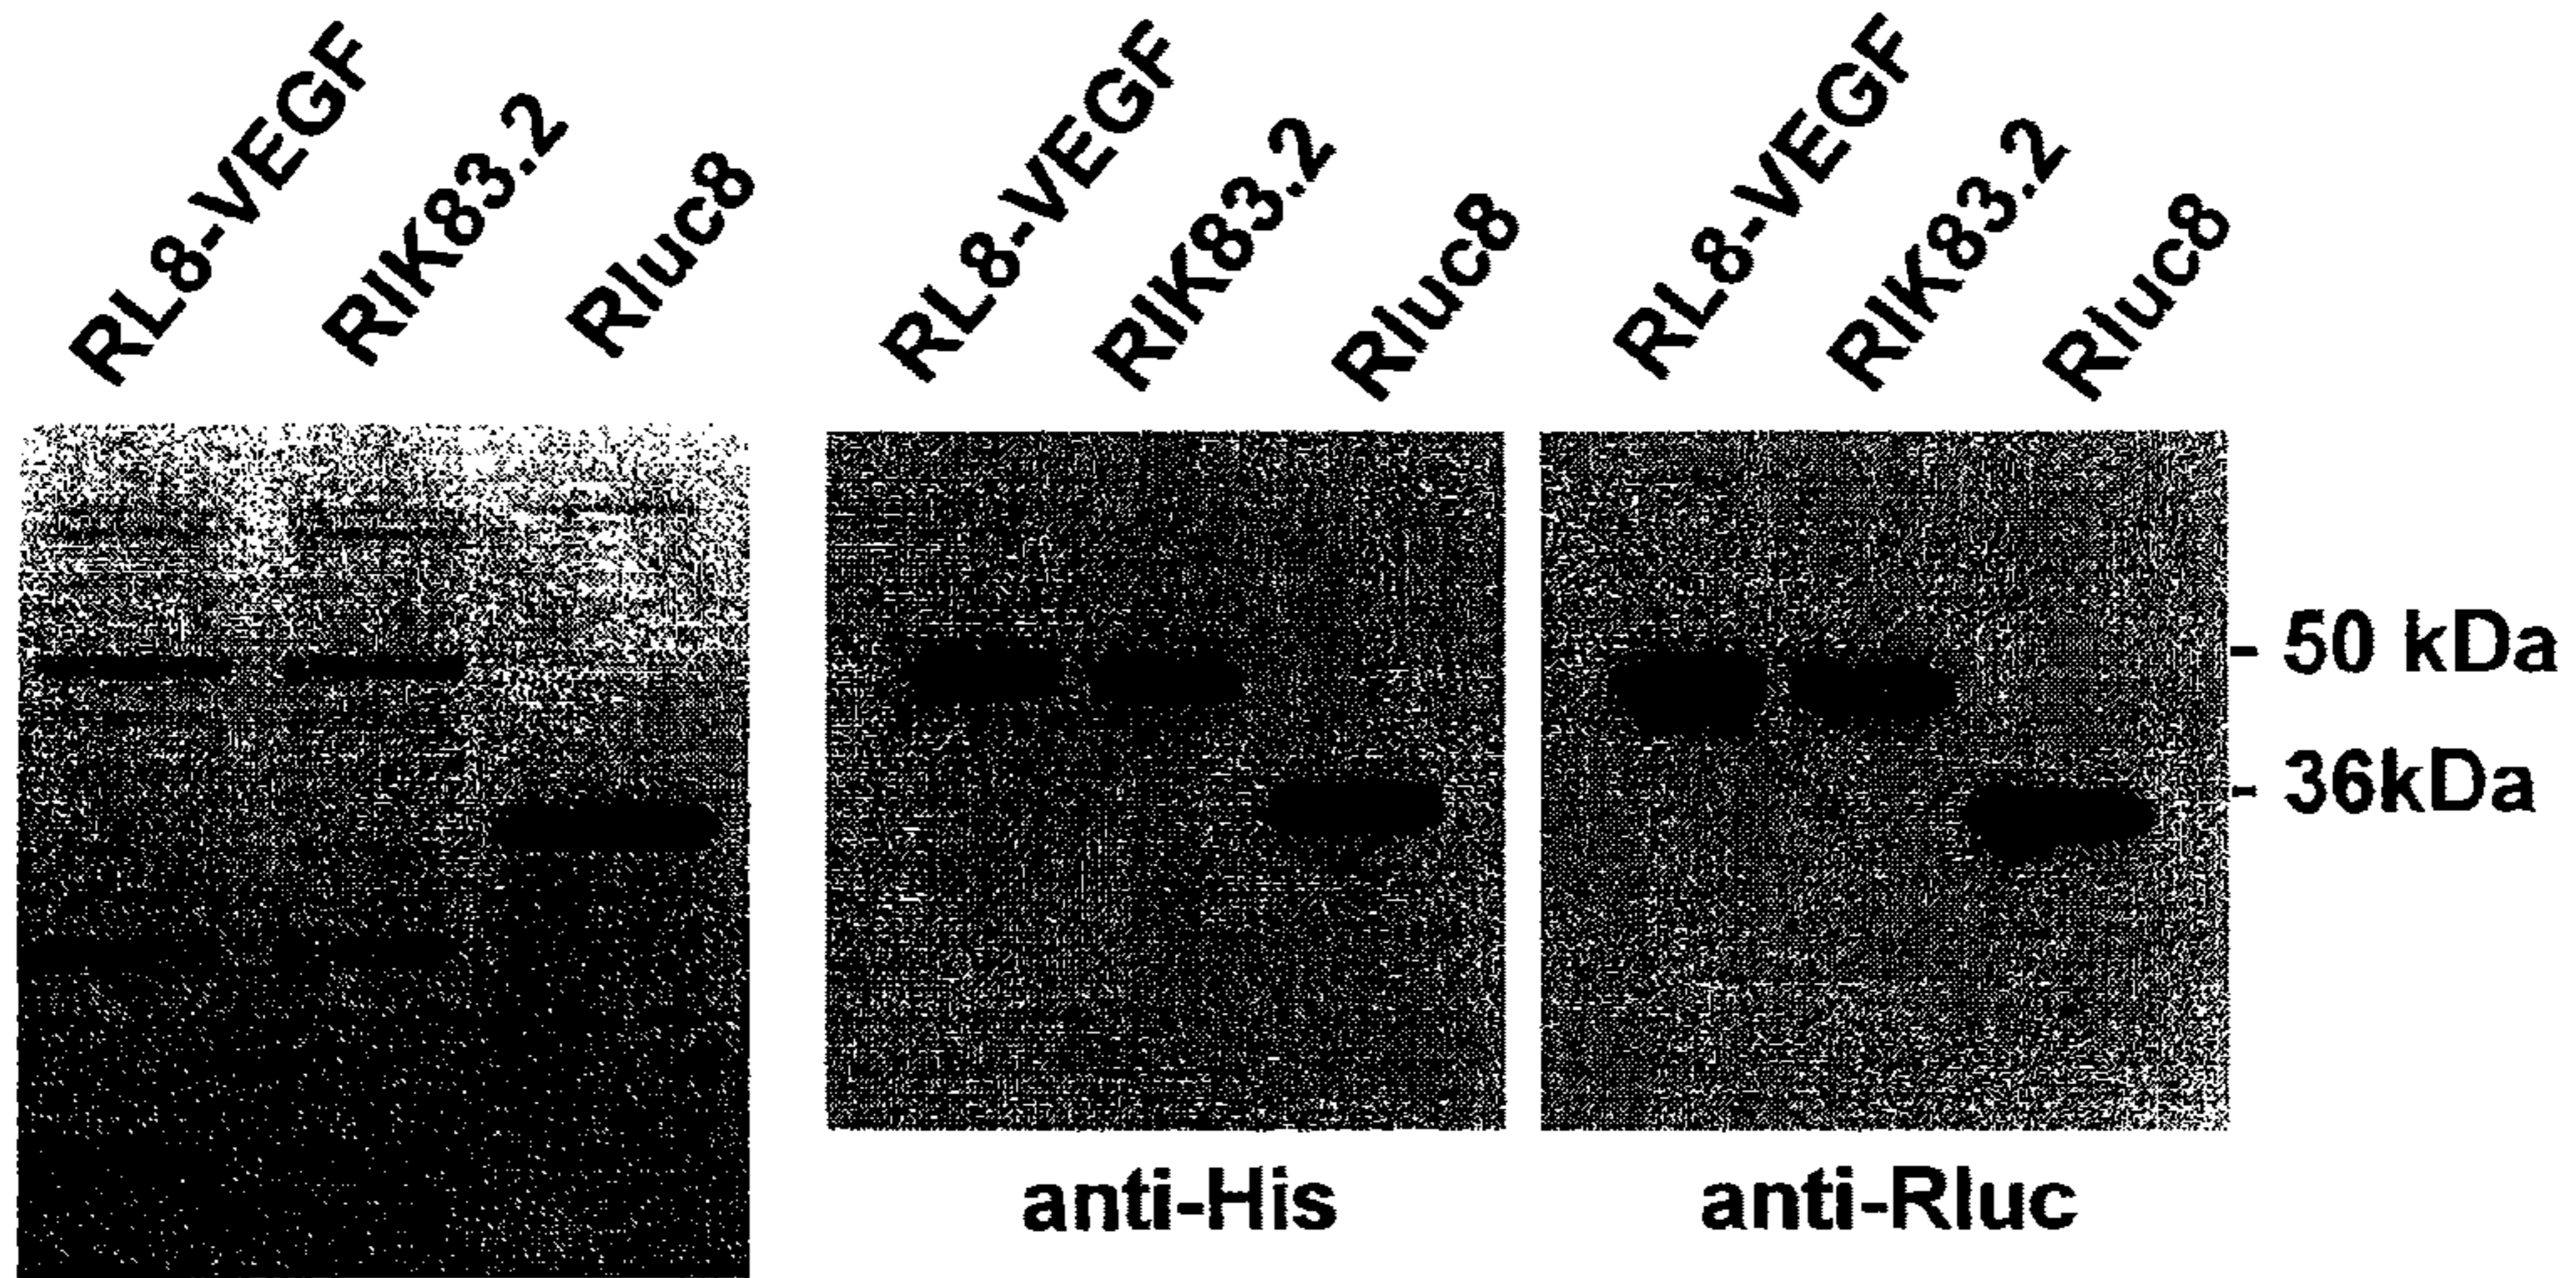 RL8-VEGF
RIK83.2
Rluc8
RL8-VEGF
RIK83.2
Rluc8
RL8-VEGF
RIK83.2
Rluc8
50 kDa
36kDa
anti-His
anti-Rluc